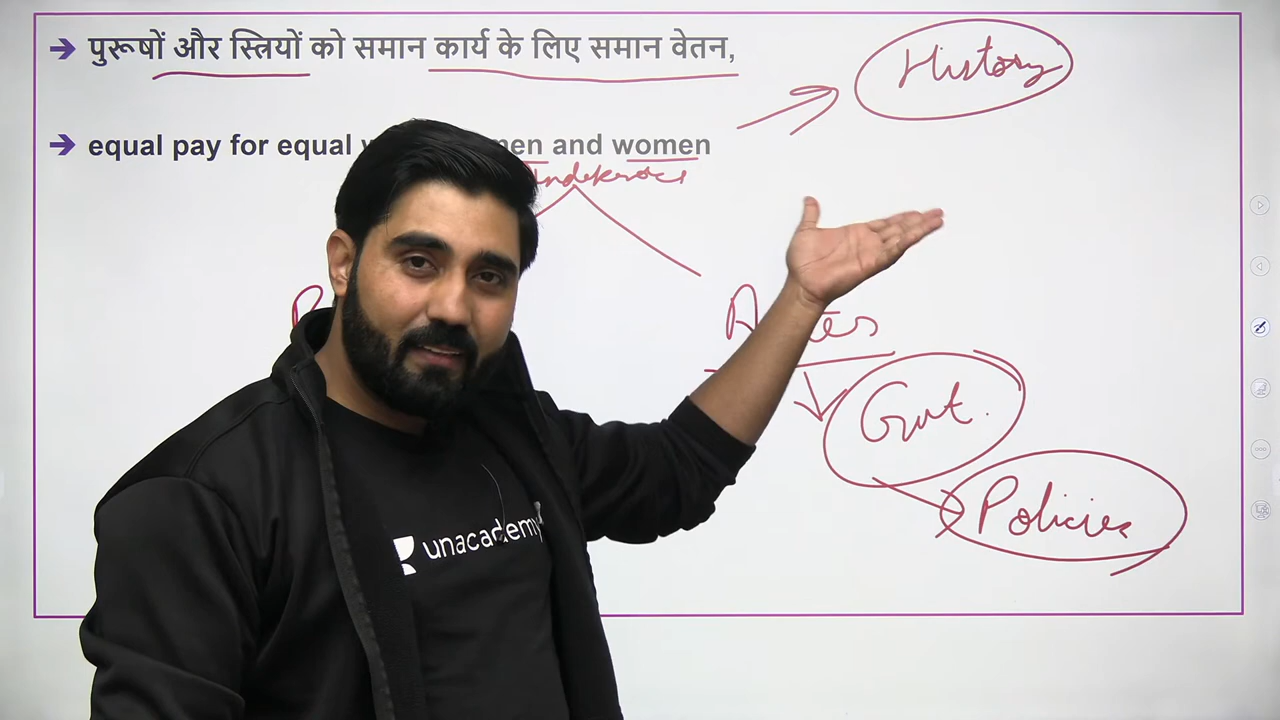 → पुरूषों और स्त्रियों को समान कार्य के लिए समान वेतन,
History
→ equal pay for equal men and women
Govt.
Policies
unacademy